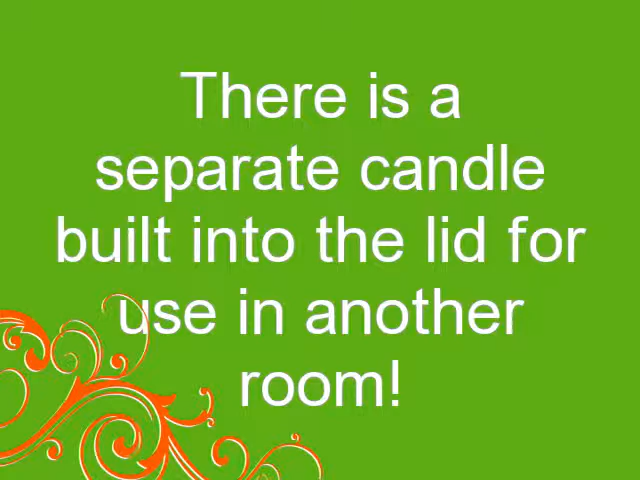 There is a
separate candle
built into the lid for
use in another
room!